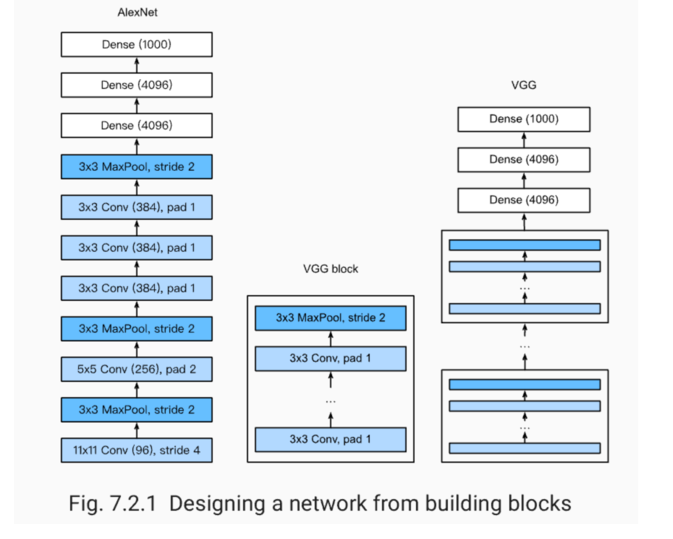 AlexNet
Dense (1000)
Dense (4096)
Dense (4096)
3x3 MaxPool, stride 2
3x3 Conv (384), pad 1
3x3 Conv (384), pad 1
3x3 Conv (384), pad 1
3x3 MaxPool, stride 2
5x5 Conv (256), pad 2
3x3 MaxPool, stride 2
11x11 Conv (96), stride 4
VGG block
3x3 MaxPool, stride 2
3x3 Conv, pad 1
...
3x3 Conv, pad 1
VGG
Dense (1000)
Dense (4096)
Dense (4096)
...
...
...
Fig. 7.2.1 Designing a network from building blocks